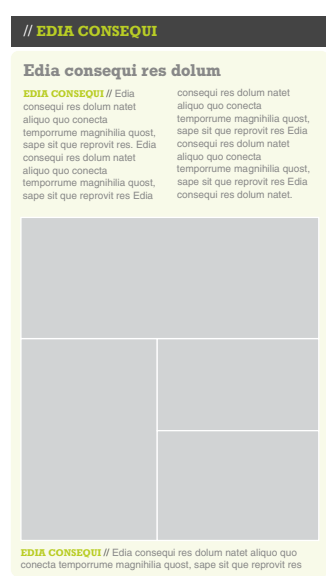 // EDIA CONSEQUI
Edia consequi res dolum
EDIA CONSEQUI // Edia
consequi res dolum natet
aliquo quo conecta
temporrume magnihilia quost,
sape sit que reprovit res. Edia
consequi res dolum natet
aliquo quo conecta
temporrume magnihilia quost,
sape sit que reprovit res Edia
consequi res dolum natet
aliquo quo conecta
temporrume magnihilia quost,
sape sit que reprovit res Edia
consequi res dolum natet
aliquo quo conecta
temporrume magnihilia quost,
sape sit que reprovit res Edia
consequi res dolum natet.
EDIA CONSEQUI // Edia consequi res dolum natet aliquo quo
conecta temporrume magnihilia quost, sape sit que reprovit res